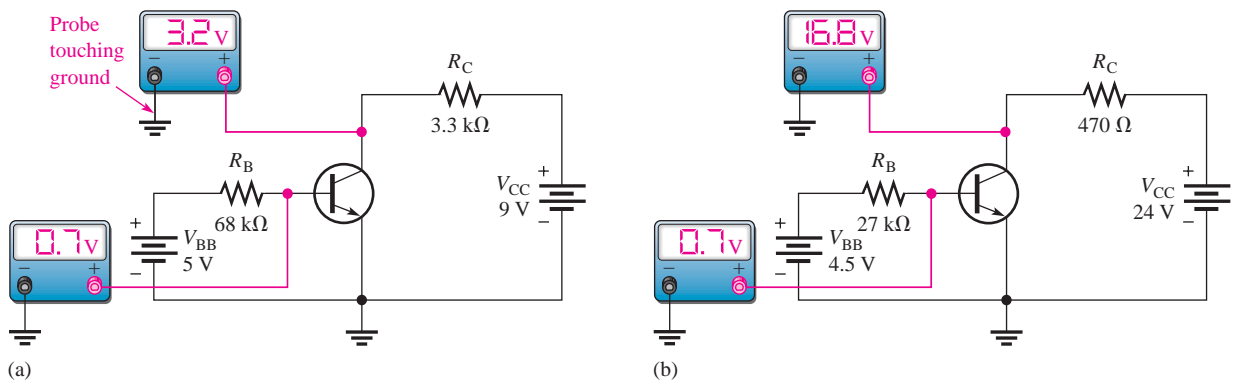 Probe
touching
ground
3.2 V
− +
R_C
3.3 kΩ
R_B
68 kΩ
+
V_CC
9 V
−
+
V_BB
5 V
−
0.7 V
− +
(a)
16.8 V
− +
R_C
470 Ω
R_B
27 kΩ
+
V_CC
24 V
−
+
V_BB
4.5 V
−
0.7 V
− +
(b)